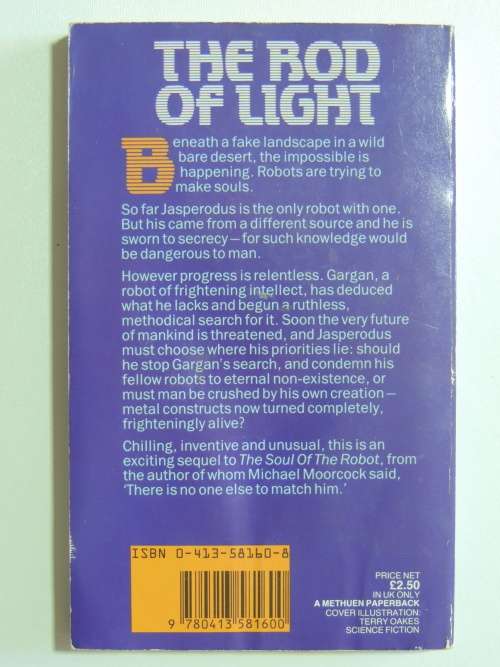 THE ROD
OF LIGHT
Beneath a fake landscape in a wild
bare desert, the impossible is
happening. Robots are trying to
make souls.
So far Jasperodus is the only robot with one.
But his came from a different source and he is
sworn to secrecy – for such knowledge would
be dangerous to man.
However progress is relentless. Gargan, a
robot of frightening intellect, has deduced
what he lacks and begun a ruthless,
methodical search for it. Soon the very future
of mankind is threatened, and Jasperodus
must choose where his priorities lie: should
he stop Gargan's search, and condemn his
fellow robots to eternal non-existence, or
must man be crushed by his own creation –
metal constructs now turned completely,
frighteningly alive?
Chilling, inventive and unusual, this is an
exciting sequel to The Soul Of The Robot, from
the author of whom Michael Moorcock said,
'There is no one else to match him.'
ISBN 0-413-58160-8
9 780413 581600
PRICE NET
£2.50
IN UK ONLY
A METHUEN PAPERBACK
COVER ILLUSTRATION:
TERRY OAKES
SCIENCE FICTION